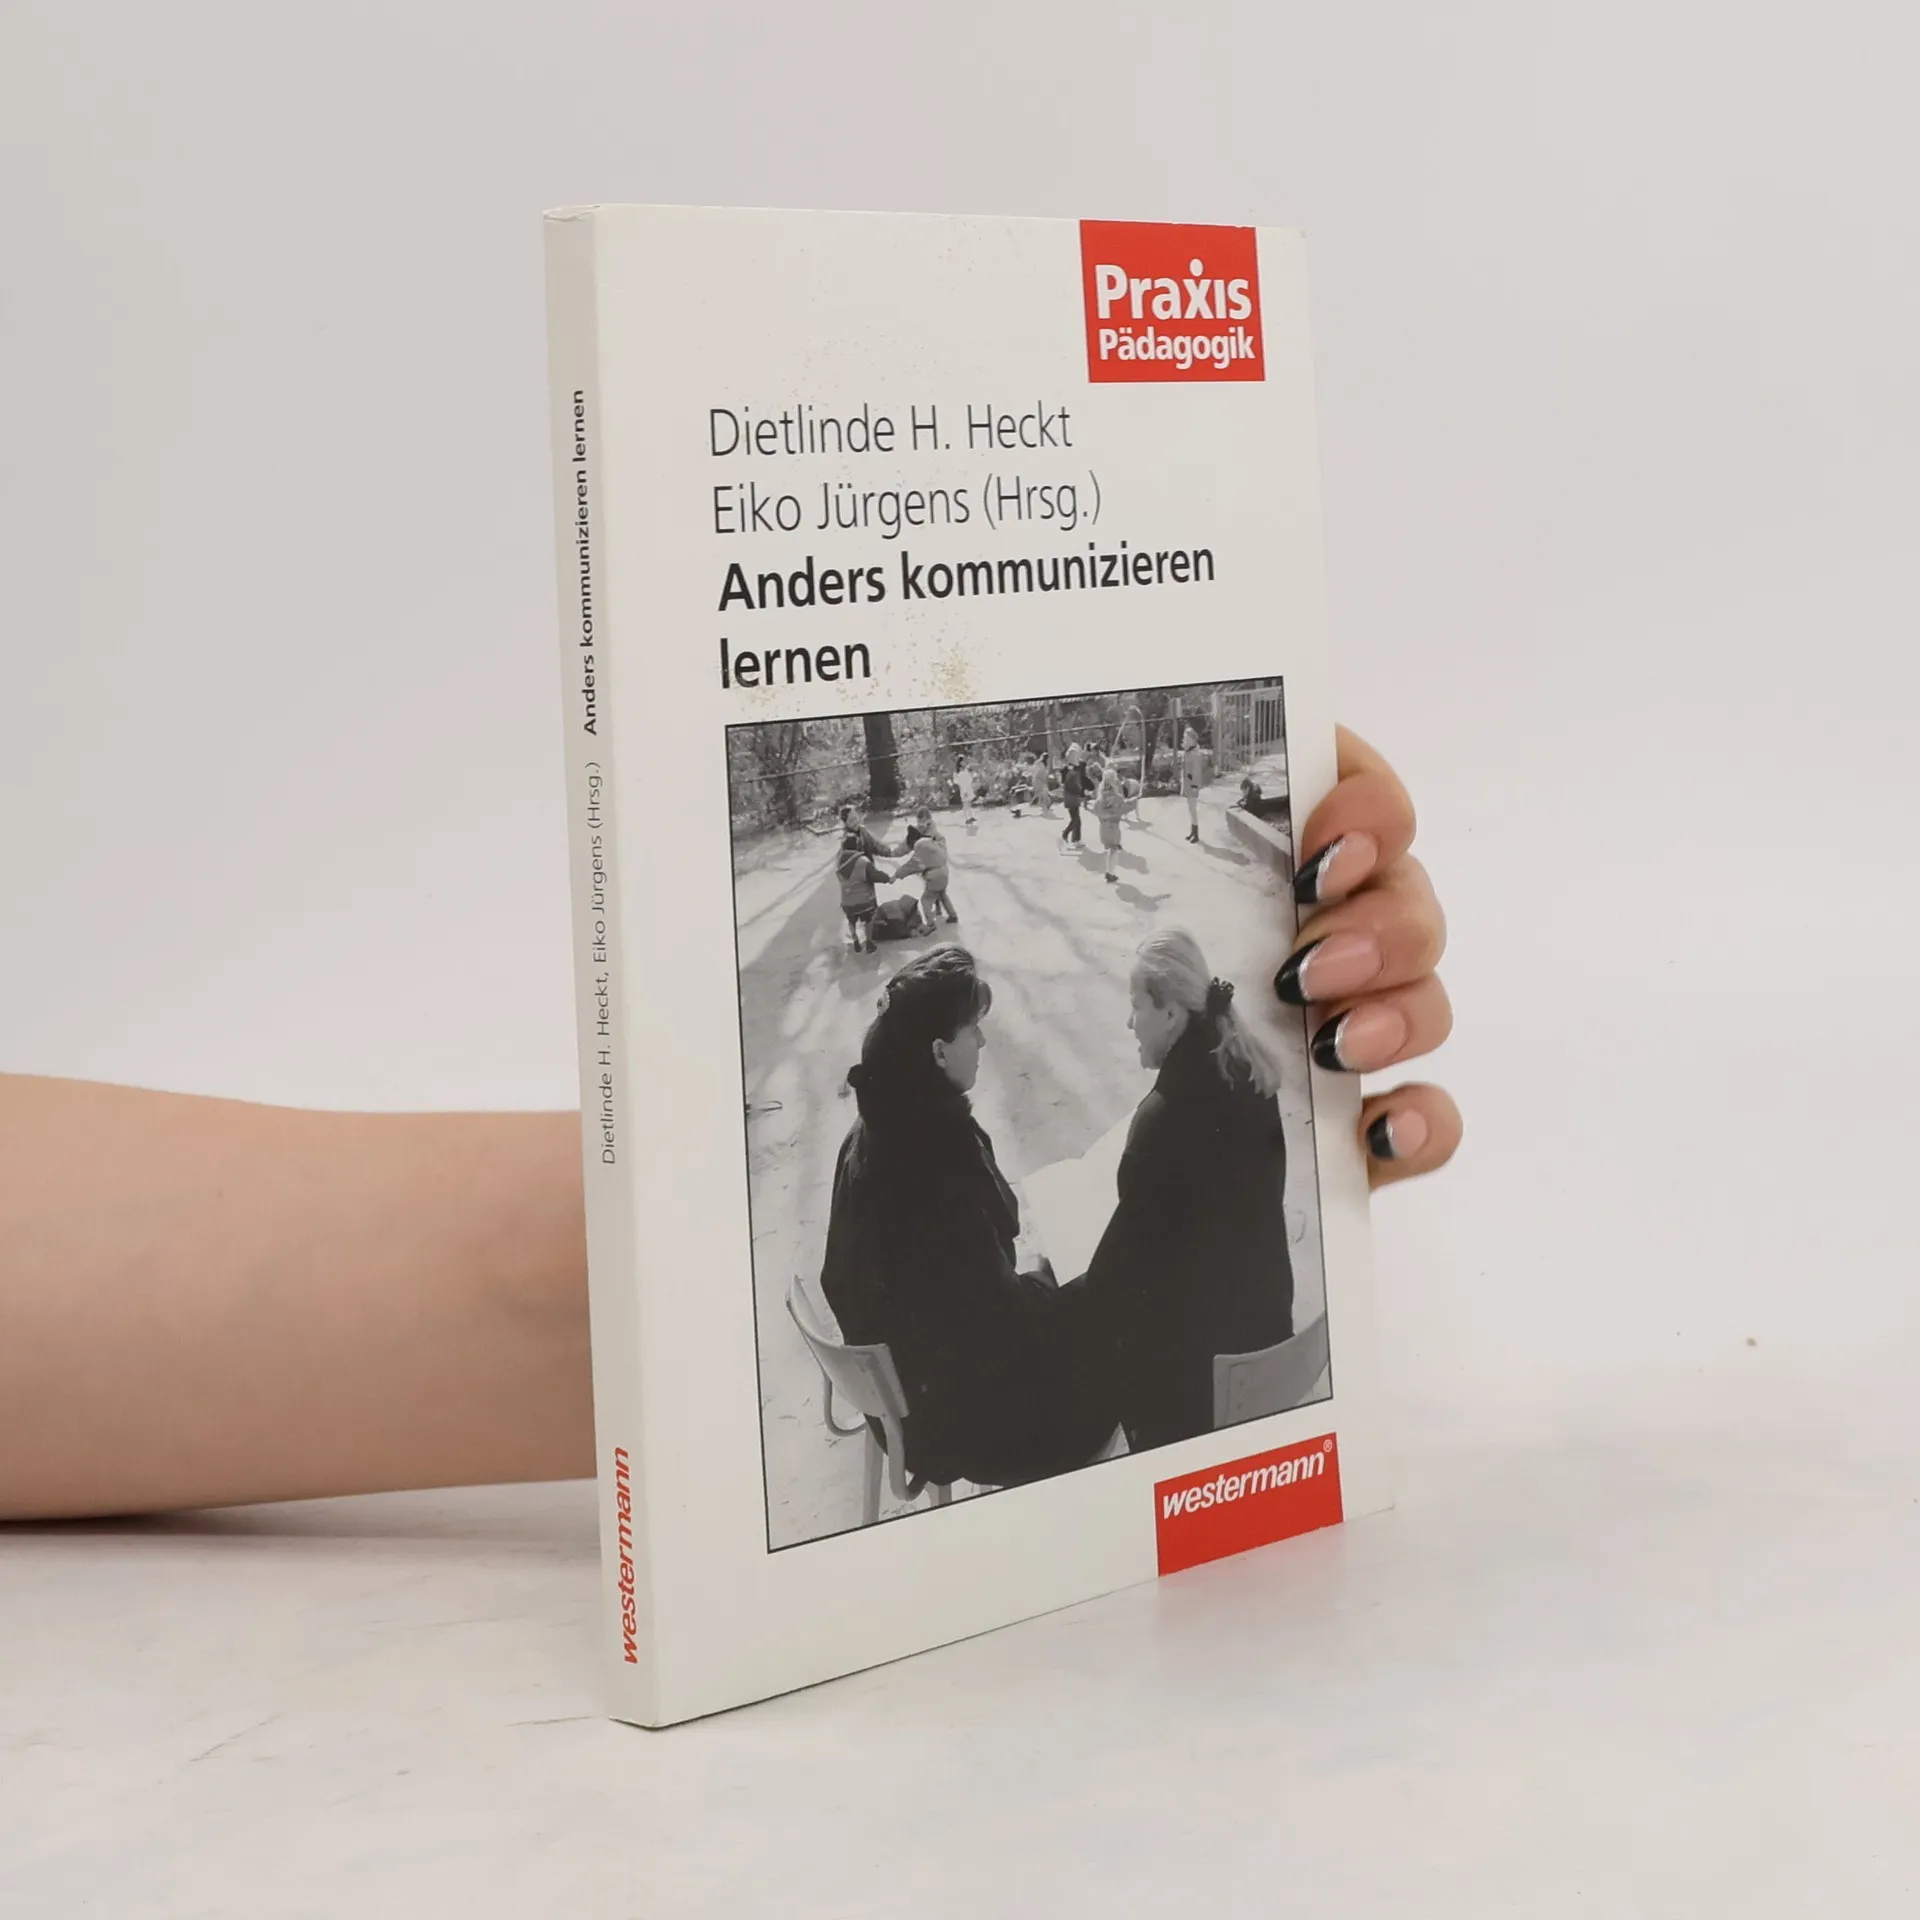 Praxis
Pädagogik
Dietlinde H. Heckt
Eiko Jürgens (Hrsg.)
Anders kommunizieren
lernen
westermann®
Dietlinde H. Heckt, Eiko Jürgens (Hrsg.) Anders kommunizieren lernen
westermann